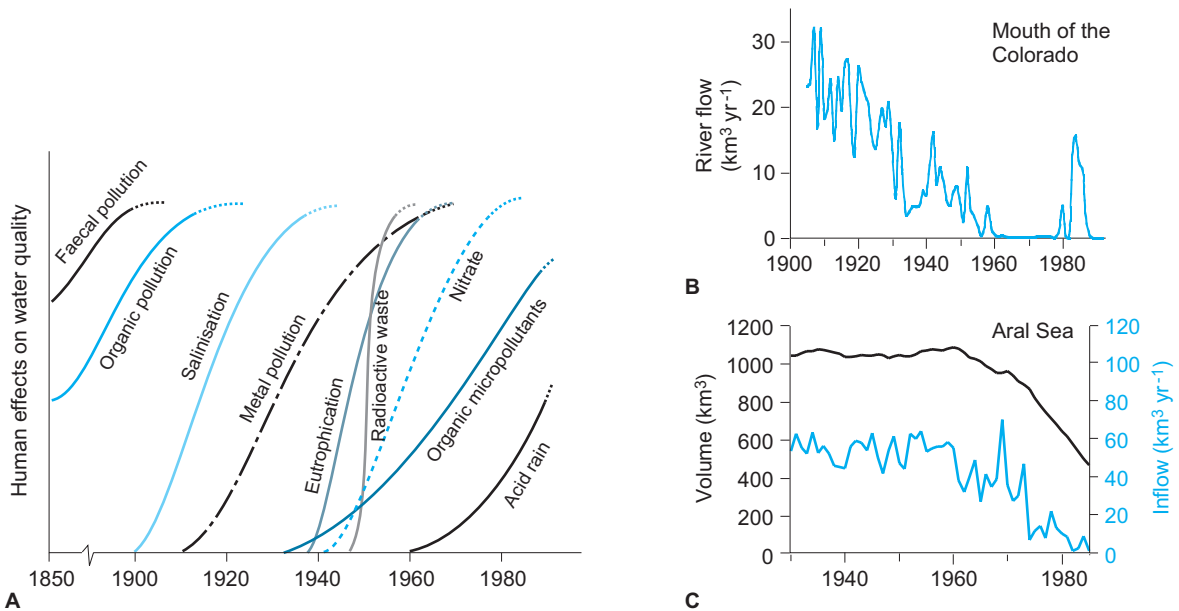 Human effects on water quality
Faecal pollution
Organic pollution
Salinisation
Metal pollution
Eutrophication
Radioactive waste
Nitrate
Organic micropollutants
Acid rain
1850 1900 1920 1940 1960 1980
A
Mouth of the
Colorado
River flow
(km³ yr⁻¹)
30
20
10
0
1900 1920 1940 1960 1980
B
Aral Sea
Volume (km³)
1200
1000
800
600
400
200
0
120
100
80
60
40
20
0
Inflow (km³ yr⁻¹)
1940 1960 1980
C